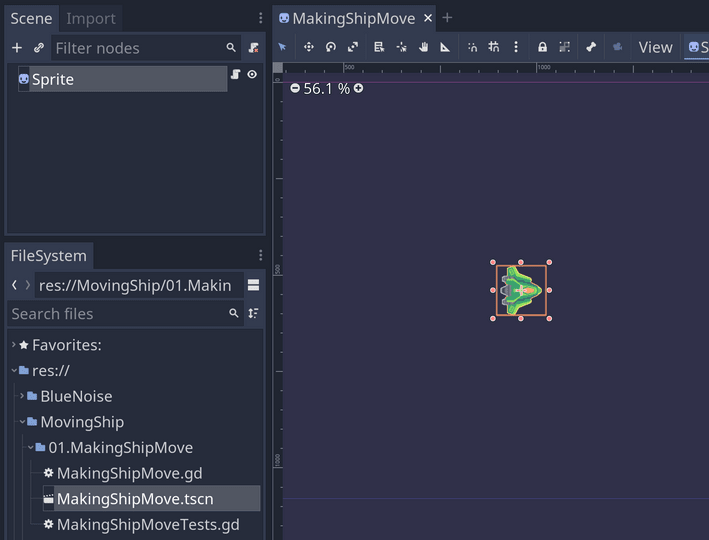 Scene Import
Filter nodes
Sprite
FileSystem
res://MovingShip/01.Makin
Search files
Favorites:
res://
BlueNoise
MovingShip
01.MakingShipMove
MakingShipMove.gd
MakingShipMove.tscn
MakingShipMoveTests.gd
MakingShipMove
View S
500 1000
0
56.1 %
500
1000